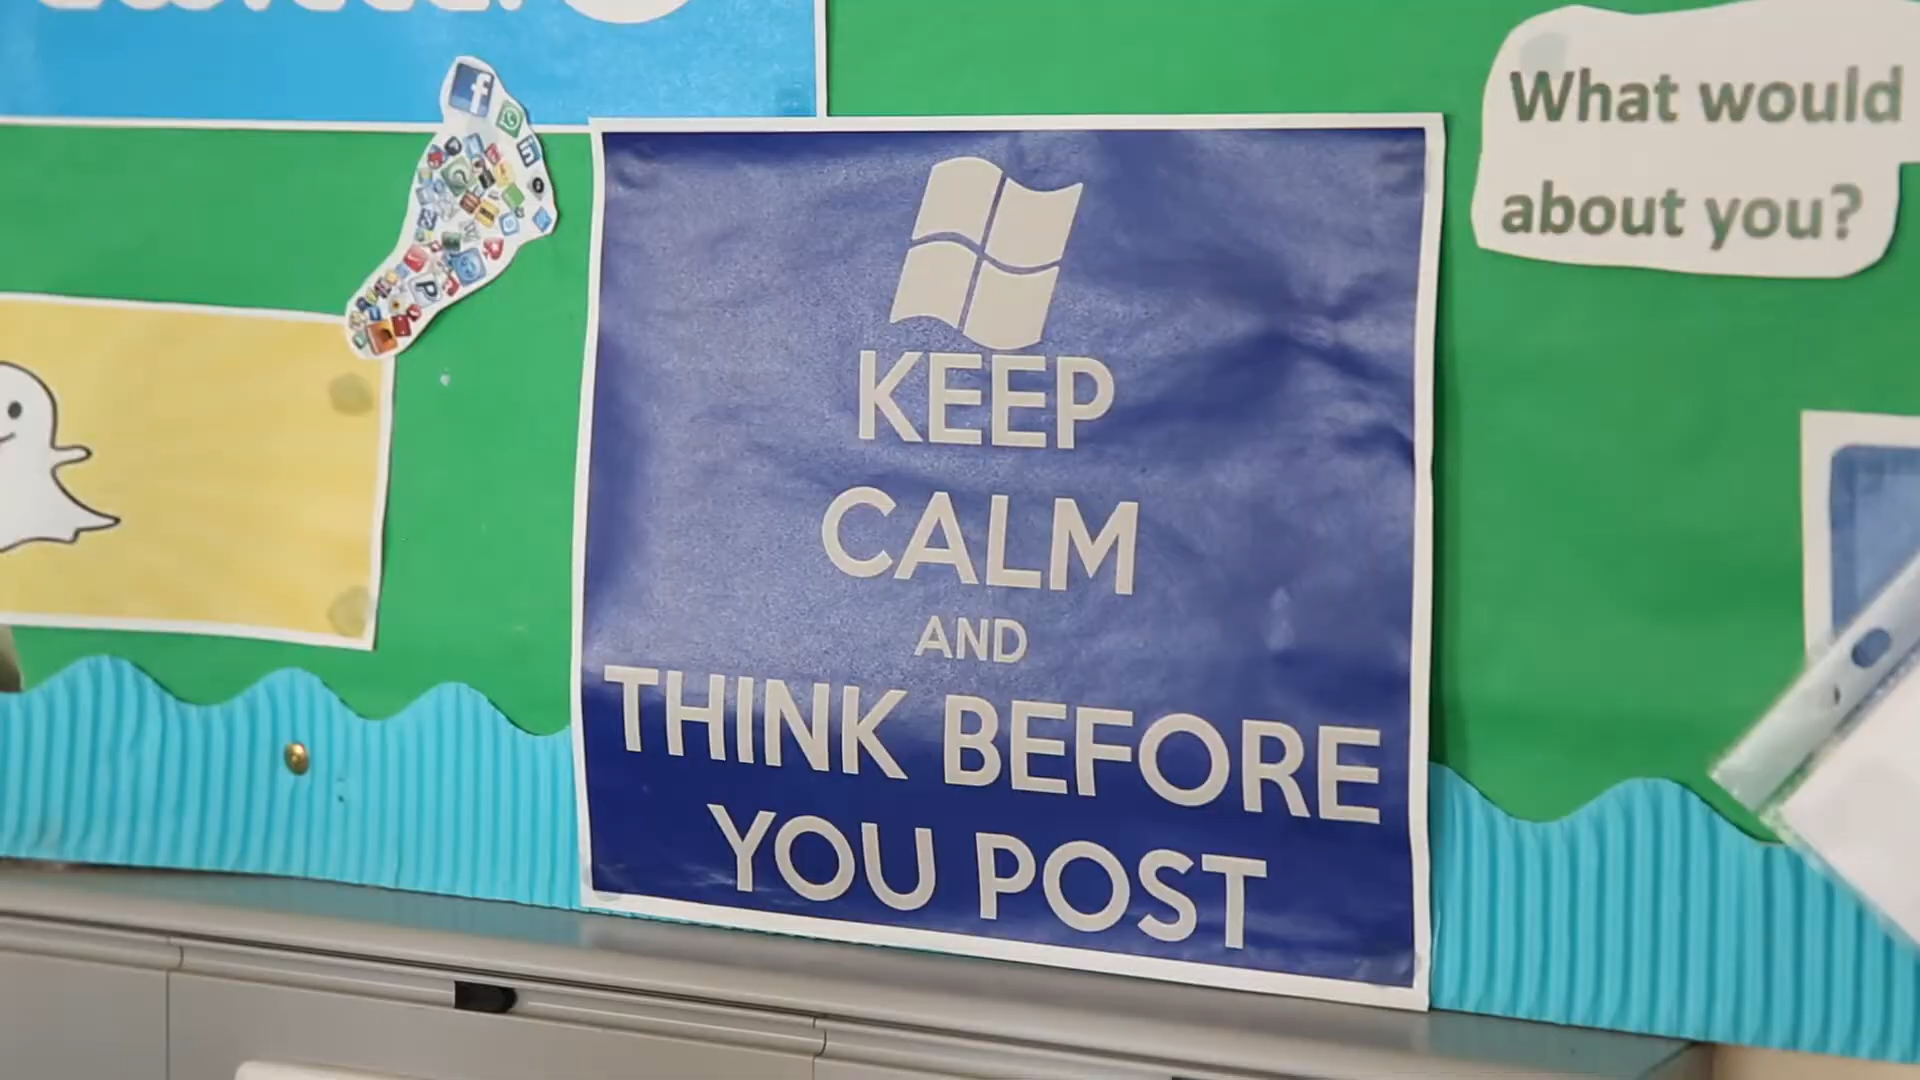 What would
about you?
KEEP
CALM
AND
THINK BEFORE
YOU POST